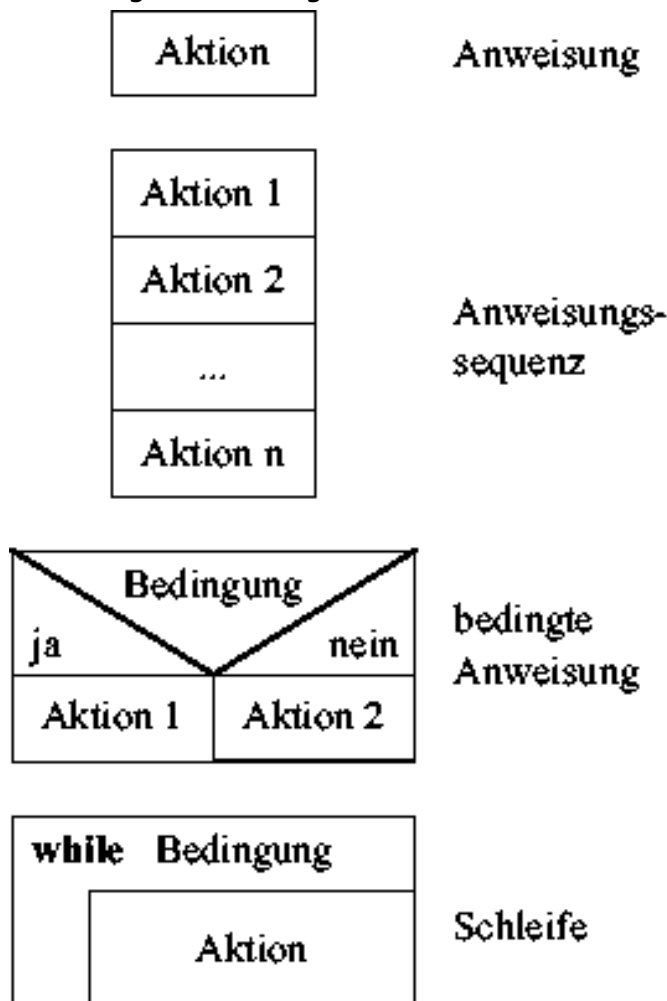 Aktion
Anweisung
Aktion 1
Aktion 2
...
Aktion n
Anweisungs-
sequenz
Bedingung
ja
nein
Aktion 1
Aktion 2
bedingte
Anweisung
while Bedingung
Aktion
Schleife